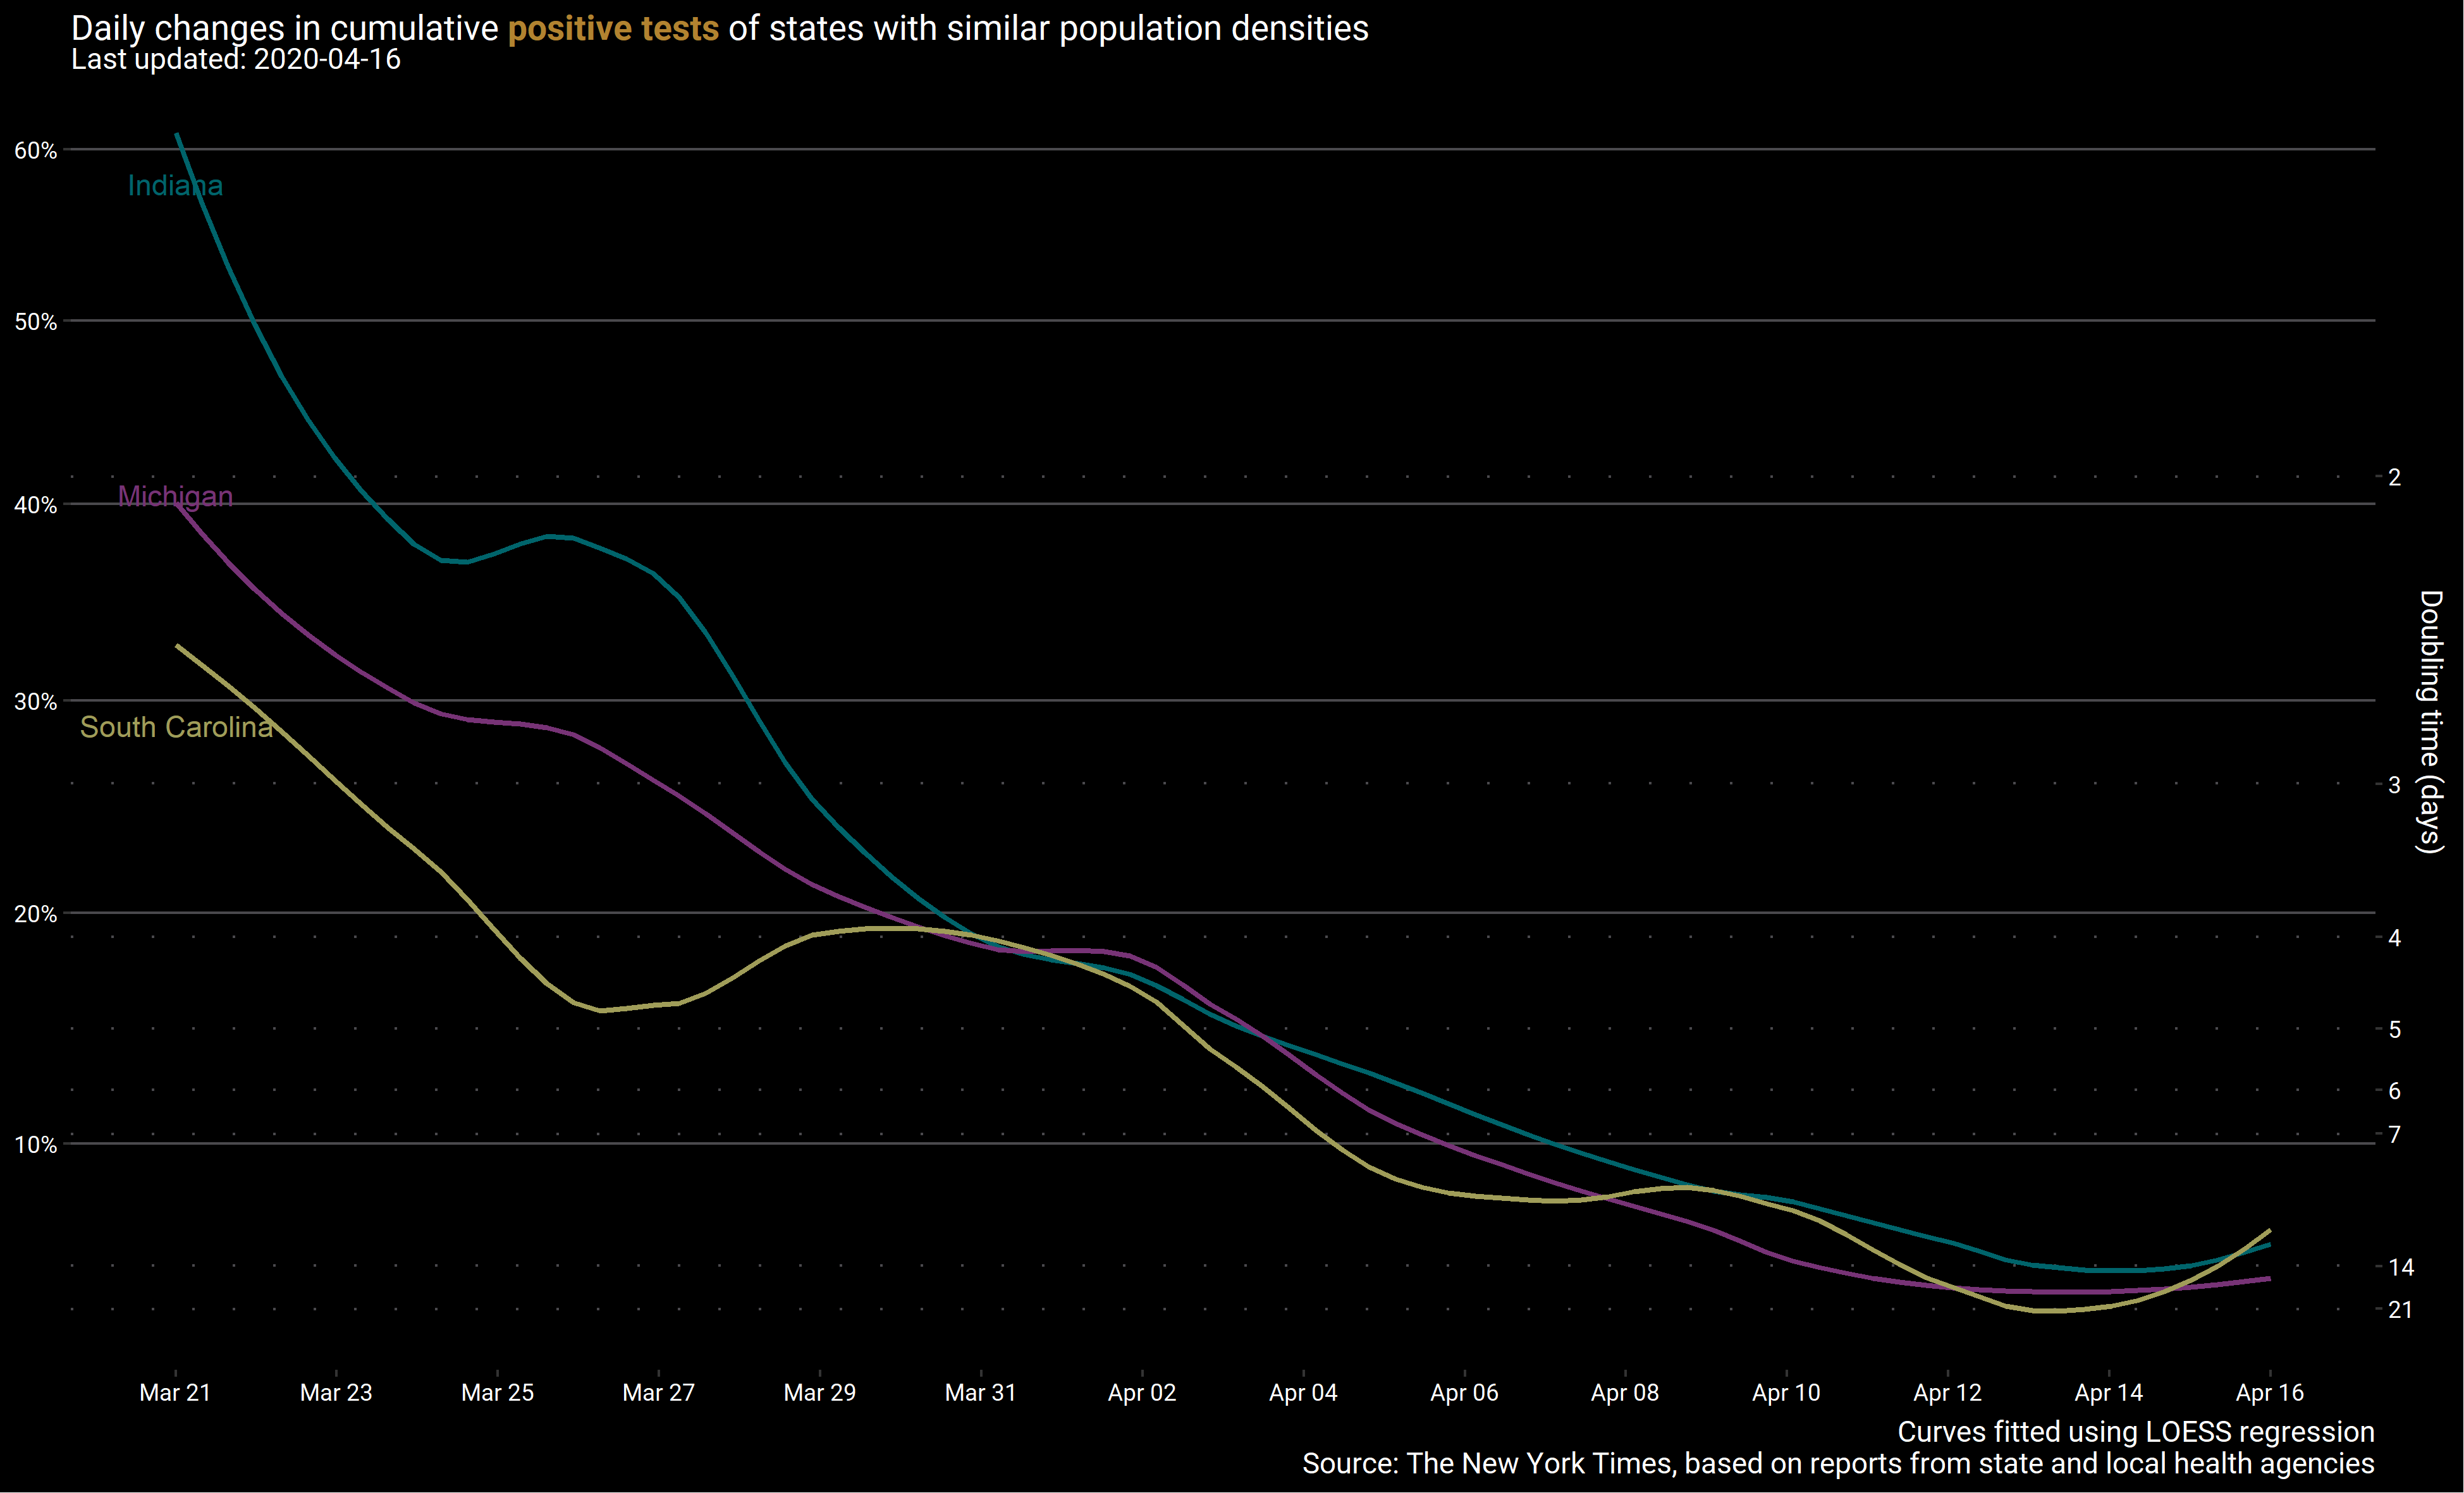 Daily changes in cumulative positive tests of states with similar population densities
Last updated: 2020-04-16
60%
Indiana
50%
2
Michigan
40%
Doubling time (days)
30%
South Carolina
3
20%
4
5
6
7
10%
14
21
Mar 21 Mar 23 Mar 25 Mar 27 Mar 29 Mar 31 Apr 02 Apr 04 Apr 06 Apr 08 Apr 10 Apr 12 Apr 14 Apr 16
Curves fitted using LOESS regression
Source: The New York Times, based on reports from state and local health agencies